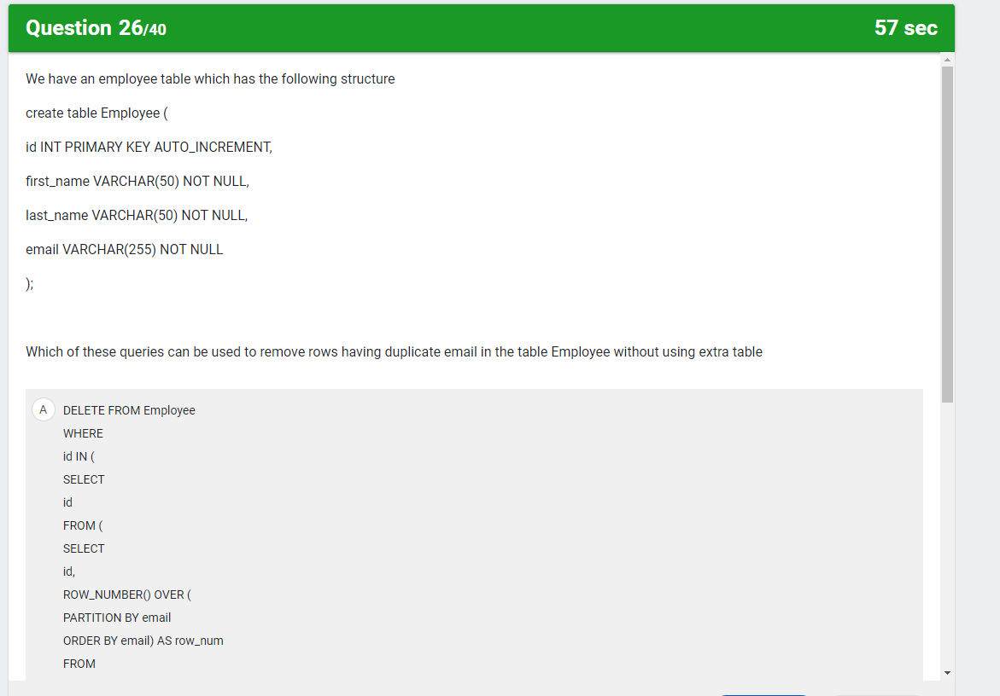 Question 26/40
57 sec
We have an employee table which has the following structure
create table Employee (
id INT PRIMARY KEY AUTO_INCREMENT,
first_name VARCHAR(50) NOT NULL,
last_name VARCHAR(50) NOT NULL,
email VARCHAR(255) NOT NULL
);
Which of these queries can be used to remove rows having duplicate email in the table Employee without using extra table
A
DELETE FROM Employee
WHERE
id IN (
SELECT
id
FROM (
SELECT
id,
ROW_NUMBER() OVER (
PARTITION BY email
ORDER BY email) AS row_num
FROM